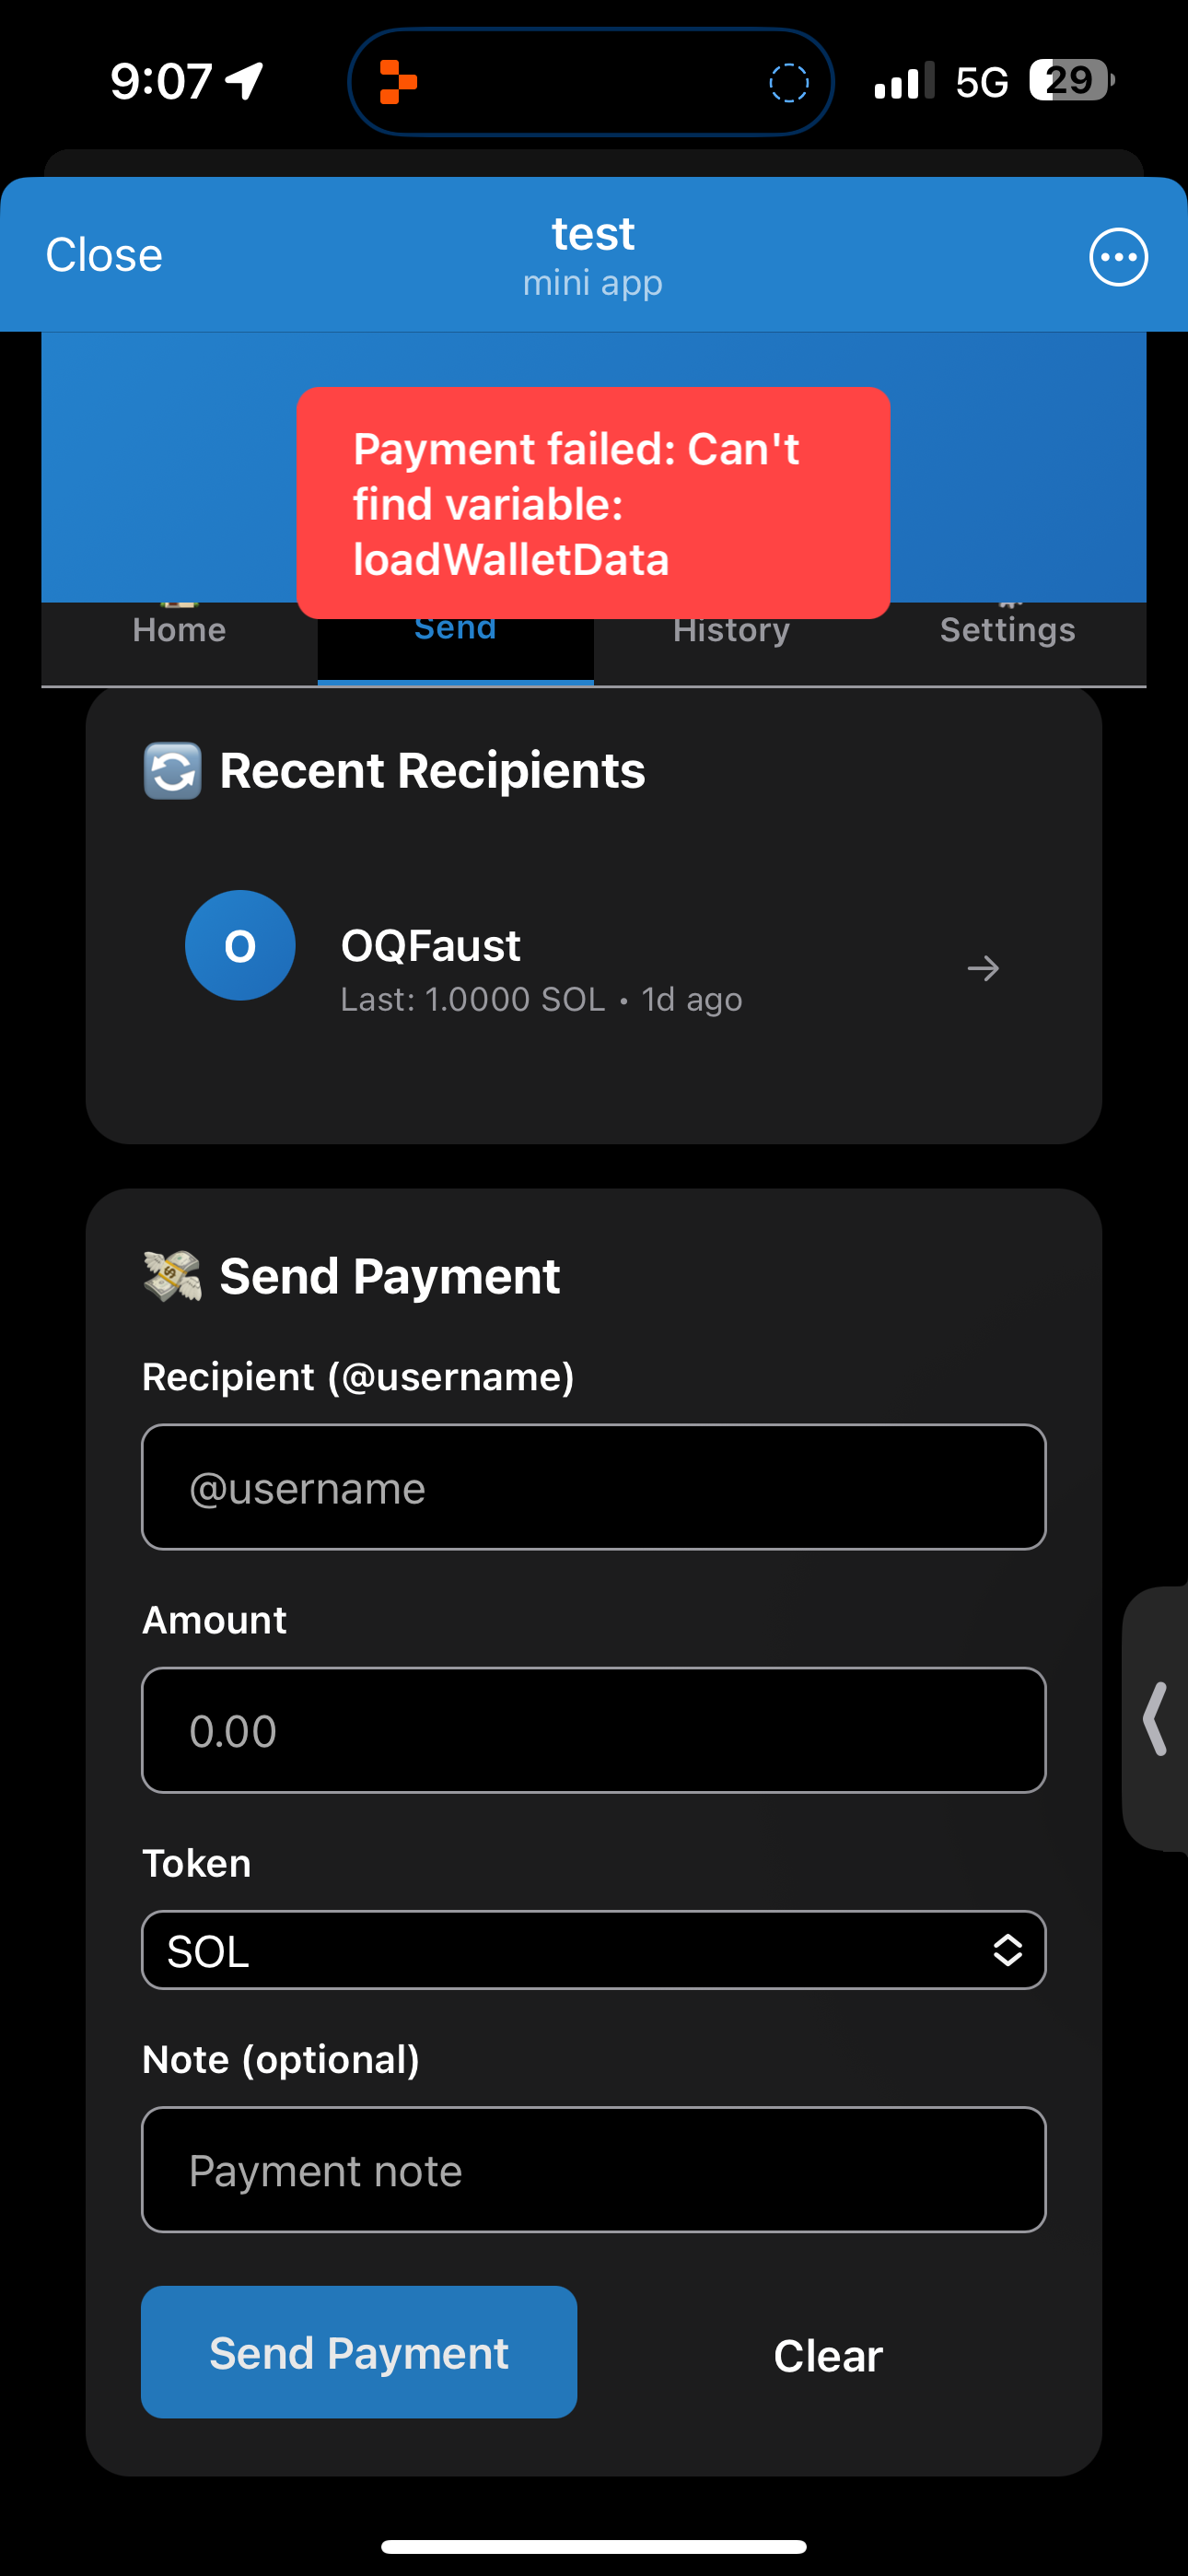 9:07
5G
29
Close
test
mini app
Payment failed: Can't
find variable:
loadWalletData
Home
Send
History
Settings
Recent Recipients
O
OQFaust
Last: 1.0000 SOL • 1d ago
Send Payment
Recipient (@username)
@username
Amount
0.00
Token
SOL
Note (optional)
Payment note
Send Payment
Clear